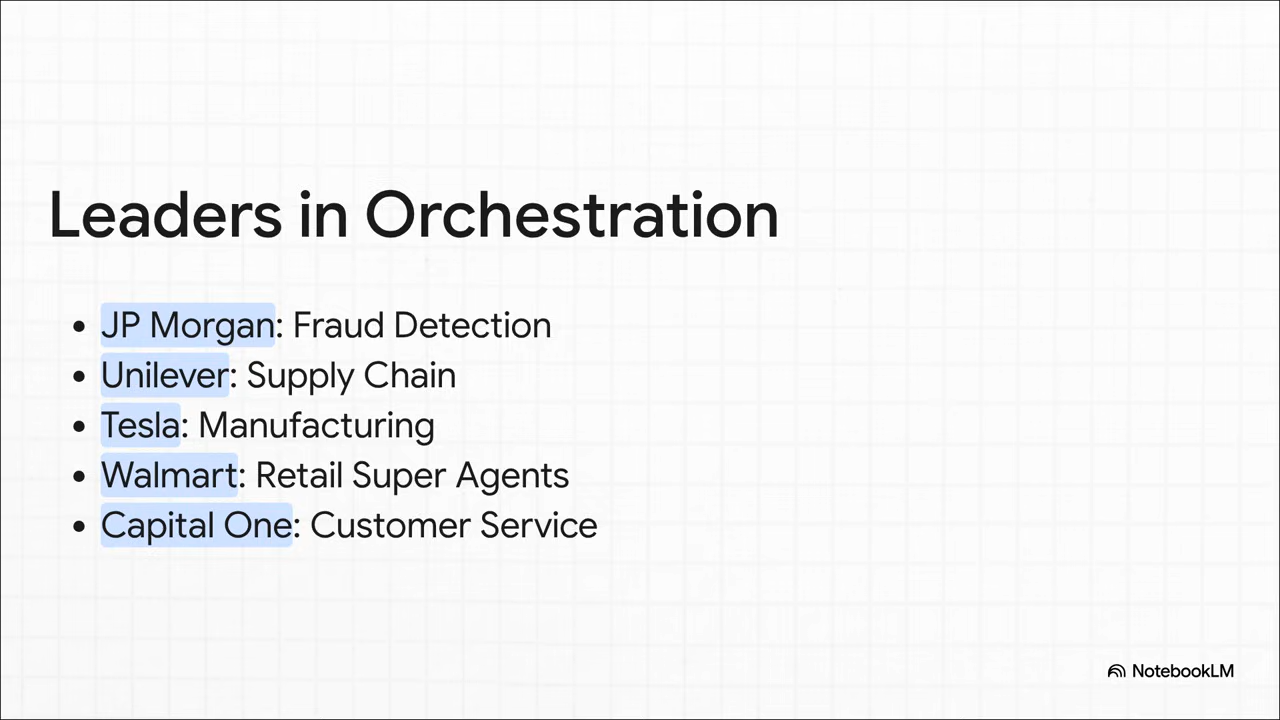 Leaders in Orchestration
• JP Morgan: Fraud Detection
• Unilever: Supply Chain
• Tesla: Manufacturing
• Walmart: Retail Super Agents
• Capital One: Customer Service
NotebookLM